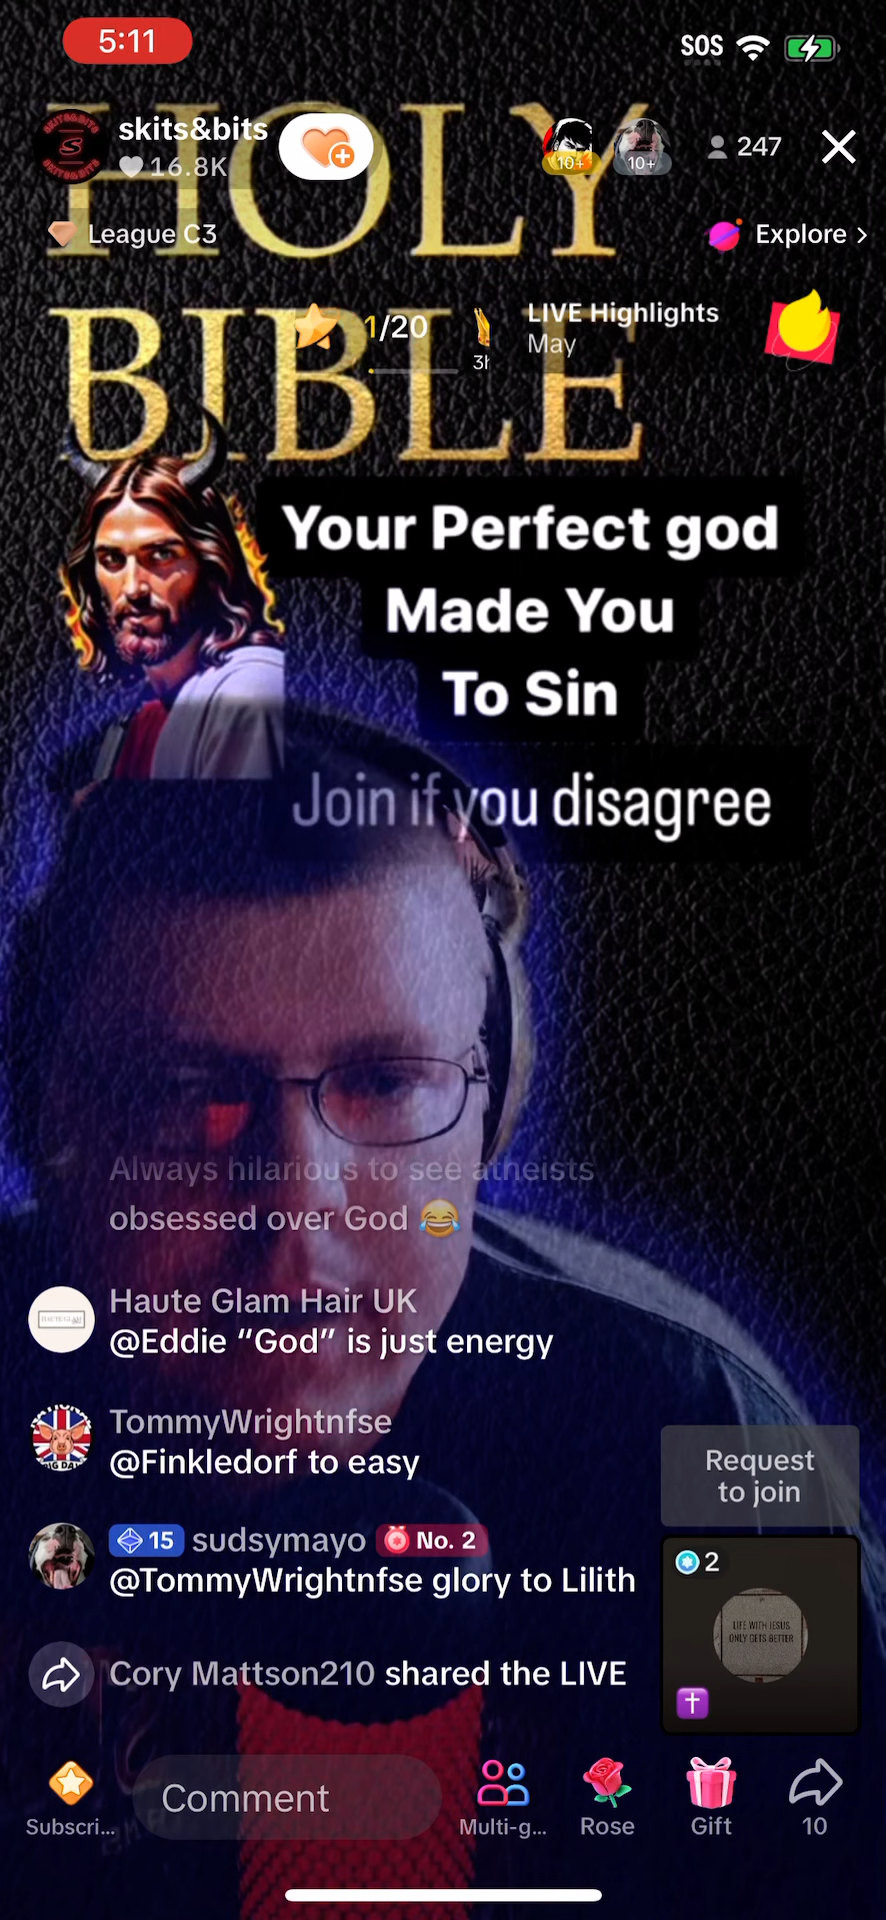 5:11
SOS
HOLY
BIBLE
skits&bits
16.8K
10+
10+
247
League C3
Explore >
1/20
3h
LIVE Highlights
May
Your Perfect god
Made You
To Sin
Join if you disagree
Always hilarious to see atheists
obsessed over God 😂
Haute Glam Hair UK
@Eddie “God” is just energy
TommyWrightnfse
@Finkledorf to easy
15 sudsymayo No. 2
@TommyWrightnfse glory to Lilith
Cory Mattson210 shared the LIVE
Request
to join
2
LIFE WITH JESUS
ONLY GETS BETTER
Subscri...
Comment
Multi-g...
Rose
Gift
10